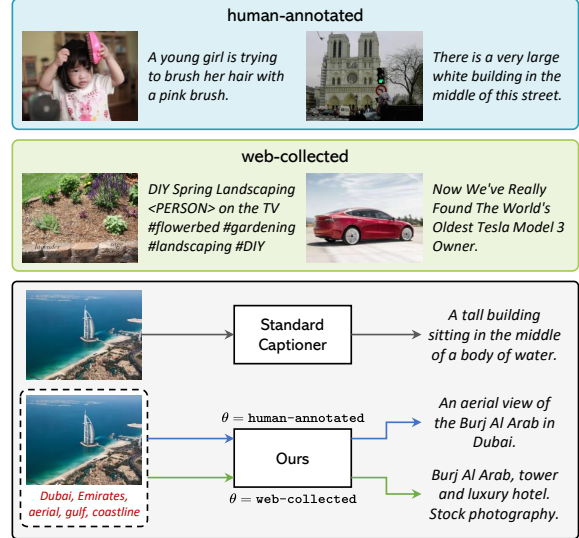 human-annotated
A young girl is trying
to brush her hair with
a pink brush.
There is a very large
white building in the
middle of this street.
web-collected
DIY Spring Landscaping
<PERSON> on the TV
#flowerbed #gardening
#landscaping #DIY
Now We've Really
Found The World's
Oldest Tesla Model 3
Owner.
Standard
Captioner
A tall building
sitting in the middle
of a body of water.
θ = human-annotated
Ours
θ = web-collected
An aerial view of
the Burj Al Arab in
Dubai.
Burj Al Arab, tower
and luxury hotel.
Stock photography.
Dubai, Emirates,
aerial, gulf, coastline